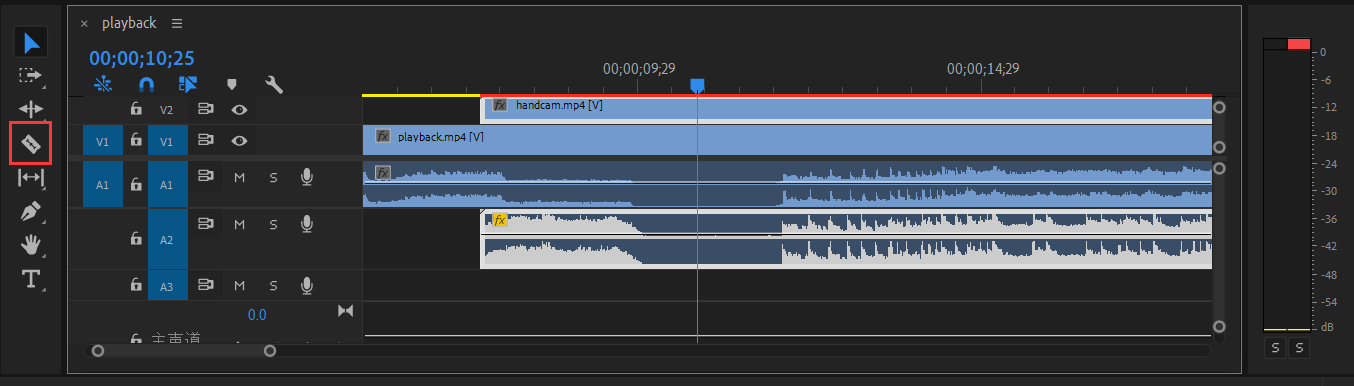 × playback ≡
00;00;10;25
00;00;09;29 00;00;14;29
V2 fx handcam.mp4 [V]
V1 V1 fx playback.mp4 [V]
A1 A1 M S fx
A2 M S fx
A3 M S
0.0
主声道
T
0
-6
-12
-18
-24
-30
-36
-42
-48
-54
dB
S S